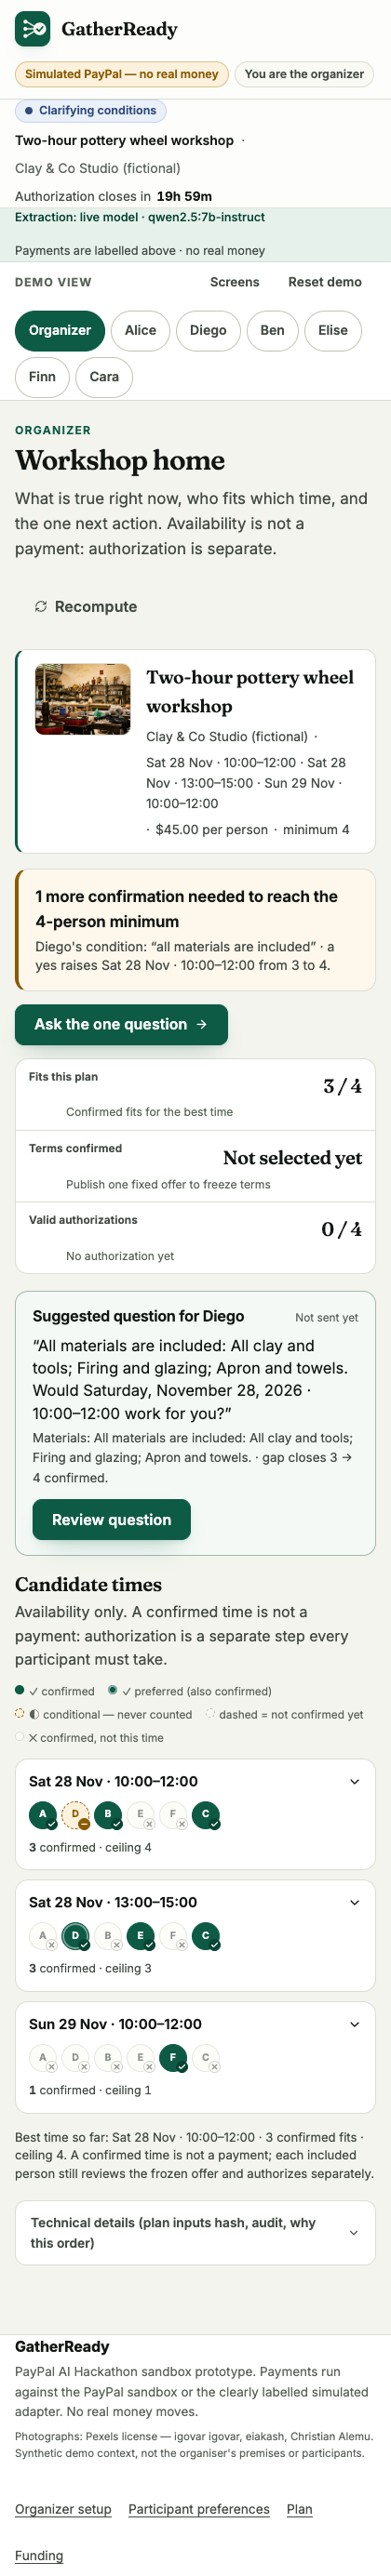 GatherReady
Simulated PayPal — no real money
You are the organizer
Clarifying conditions
Two-hour pottery wheel workshop ·
Clay & Co Studio (fictional)
Authorization closes in 19h 59m
Extraction: live model · qwen2.5:7b-instruct
Payments are labelled above · no real money
DEMO VIEW
Screens
Reset demo
Organizer
Alice
Diego
Ben
Elise
Finn
Cara
ORGANIZER
Workshop home
What is true right now, who fits which time, and
the one next action. Availability is not a
payment: authorization is separate.
Recompute
Two-hour pottery wheel
workshop
Clay & Co Studio (fictional) ·
Sat 28 Nov · 10:00–12:00 · Sat 28
Nov · 13:00–15:00 · Sun 29 Nov ·
10:00–12:00
· $45.00 per person · minimum 4
1 more confirmation needed to reach the
4-person minimum
Diego's condition: “all materials are included” · a
yes raises Sat 28 Nov · 10:00–12:00 from 3 to 4.
Ask the one question →
Fits this plan
3 / 4
Confirmed fits for the best time
Terms confirmed
Not selected yet
Publish one fixed offer to freeze terms
Valid authorizations
0 / 4
No authorization yet
Suggested question for Diego
Not sent yet
“All materials are included: All clay and
tools; Firing and glazing; Apron and towels.
Would Saturday, November 28, 2026 ·
10:00–12:00 work for you?”
Materials: All materials are included: All clay and tools;
Firing and glazing; Apron and towels. · gap closes 3 →
4 confirmed.
Review question
Candidate times
Availability only. A confirmed time is not a
payment: authorization is a separate step every
participant must take.
✓ confirmed
✓ preferred (also confirmed)
◐ conditional — never counted
dashed = not confirmed yet
✕ confirmed, not this time
Sat 28 Nov · 10:00–12:00
A D B E F C
3 confirmed · ceiling 4
Sat 28 Nov · 13:00–15:00
A D B E F C
3 confirmed · ceiling 3
Sun 29 Nov · 10:00–12:00
A D B E F C
1 confirmed · ceiling 1
Best time so far: Sat 28 Nov · 10:00–12:00 · 3 confirmed fits ·
ceiling 4. A confirmed time is not a payment; each included
person still reviews the frozen offer and authorizes separately.
Technical details (plan inputs hash, audit, why
this order)
GatherReady
PayPal AI Hackathon sandbox prototype. Payments run
against the PayPal sandbox or the clearly labelled simulated
adapter. No real money moves.
Photographs: Pexels license — igovar igovar, eiakash, Christian Alemu.
Synthetic demo context, not the organiser's premises or participants.
Organizer setup
Participant preferences
Plan
Funding